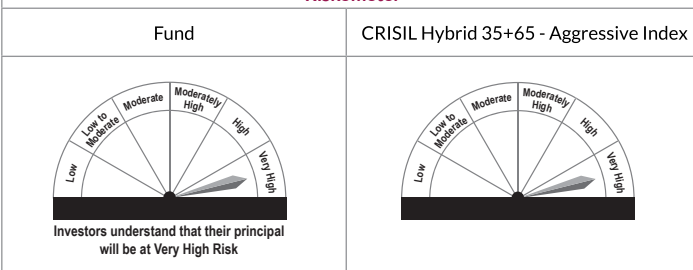 Fund
CRISIL Hybrid 35+65 - Aggressive Index
Low
Low to
Moderate
Moderate
Moderately
High
High
Very High
Investors understand that their principal
will be at Very High Risk
Low
Low to
Moderate
Moderate
Moderately
High
High
Very High